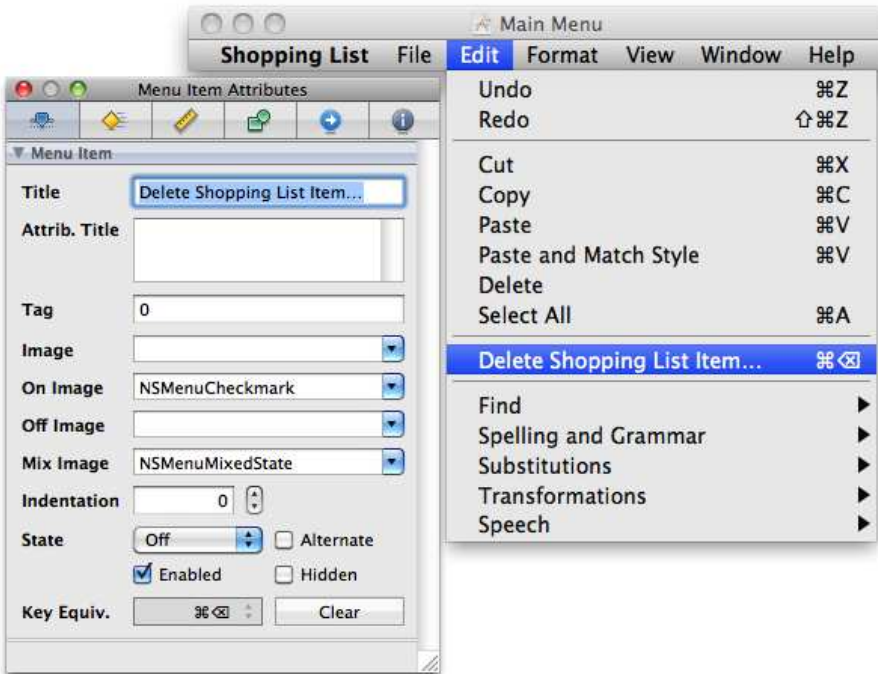 Main Menu
Shopping List File Edit Format View Window Help
Undo ⌘Z
Redo ⇧⌘Z
Cut ⌘X
Copy ⌘C
Paste ⌘V
Paste and Match Style ⌘V
Delete
Select All ⌘A
Delete Shopping List Item... ⌘⌫
Find
Spelling and Grammar
Substitutions
Transformations
Speech
Menu Item Attributes
Menu Item
Title Delete Shopping List Item...
Attrib. Title
Tag 0
Image
On Image NSMenuCheckmark
Off Image
Mix Image NSMenuMixedState
Indentation 0
State Off Alternate
Enabled Hidden
Key Equiv. ⌘⌫ Clear